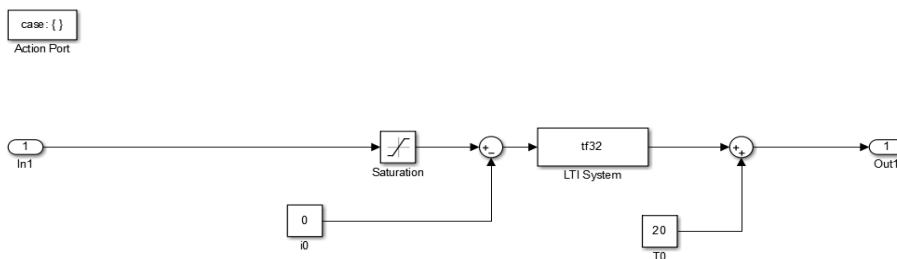 case: { }
Action Port
1
In1
Saturation
+
−
tf32
LTI System
+
+
1
Out1
0
i0
20
T0